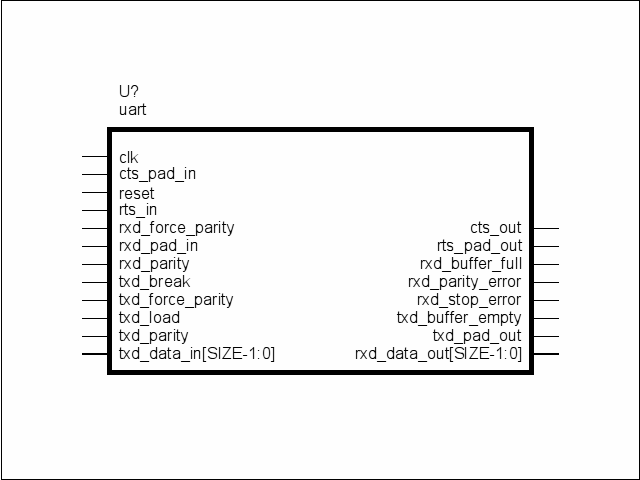 U?
uart
clk
cts_pad_in
reset
rts_in
rxd_force_parity
rxd_pad_in
rxd_parity
txd_break
txd_force_parity
txd_load
txd_parity
txd_data_in[SIZE-1:0]
cts_out
rts_pad_out
rxd_buffer_full
rxd_parity_error
rxd_stop_error
txd_buffer_empty
txd_pad_out
rxd_data_out[SIZE-1:0]